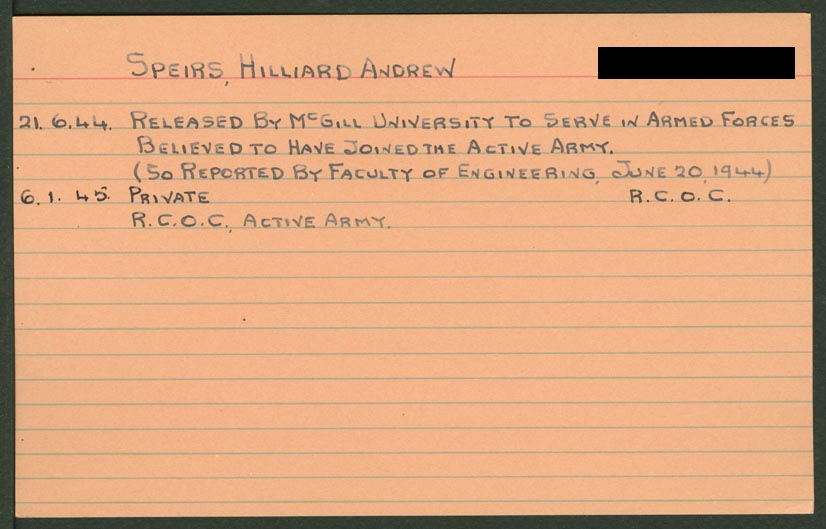 SPEIRS, HILLIARD ANDREW
21.6.44. RELEASED BY McGILL UNIVERSITY TO SERVE IN ARMED FORCES
BELIEVED TO HAVE JOINED THE ACTIVE ARMY.
(SO REPORTED BY FACULTY OF ENGINEERING, JUNE 20, 1944)
6.1.45. PRIVATE R.C.O.C.
R.C.O.C., ACTIVE ARMY.